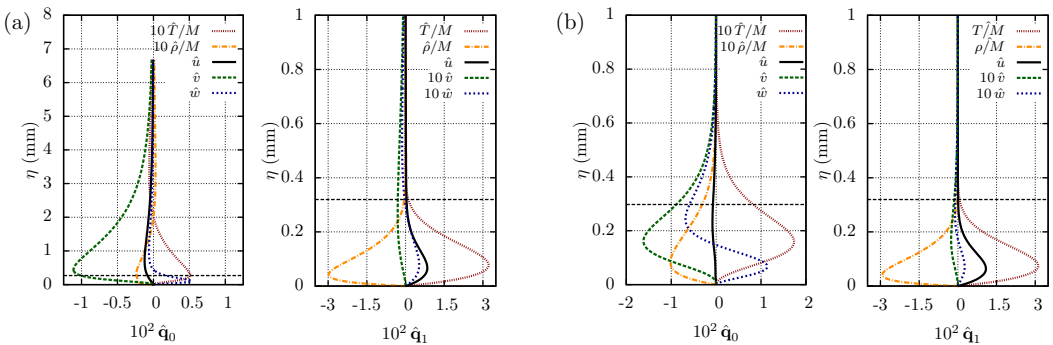 (a)
8
7
6
5
4
3
2
1
0
η (mm)
-1
-0.5
0
0.5
1
10² q̂₀
10 T̂/M
10 ρ̂/M
û
v̂
ŵ
1
0.8
0.6
0.4
0.2
0
η (mm)
-3
-1.5
0
1.5
3
10² q̂₁
T̂/M
ρ̂/M
û
10 v̂
10 ŵ
(b)
1
0.8
0.6
0.4
0.2
0
η (mm)
-2
-1
0
1
2
10² q̂₀
10 T̂/M
10 ρ̂/M
û
v̂
ŵ
1
0.8
0.6
0.4
0.2
0
η (mm)
-3
-1.5
0
1.5
3
10² q̂₁
T/̂M
ρ/̂M
û
10 v̂
10 ŵ